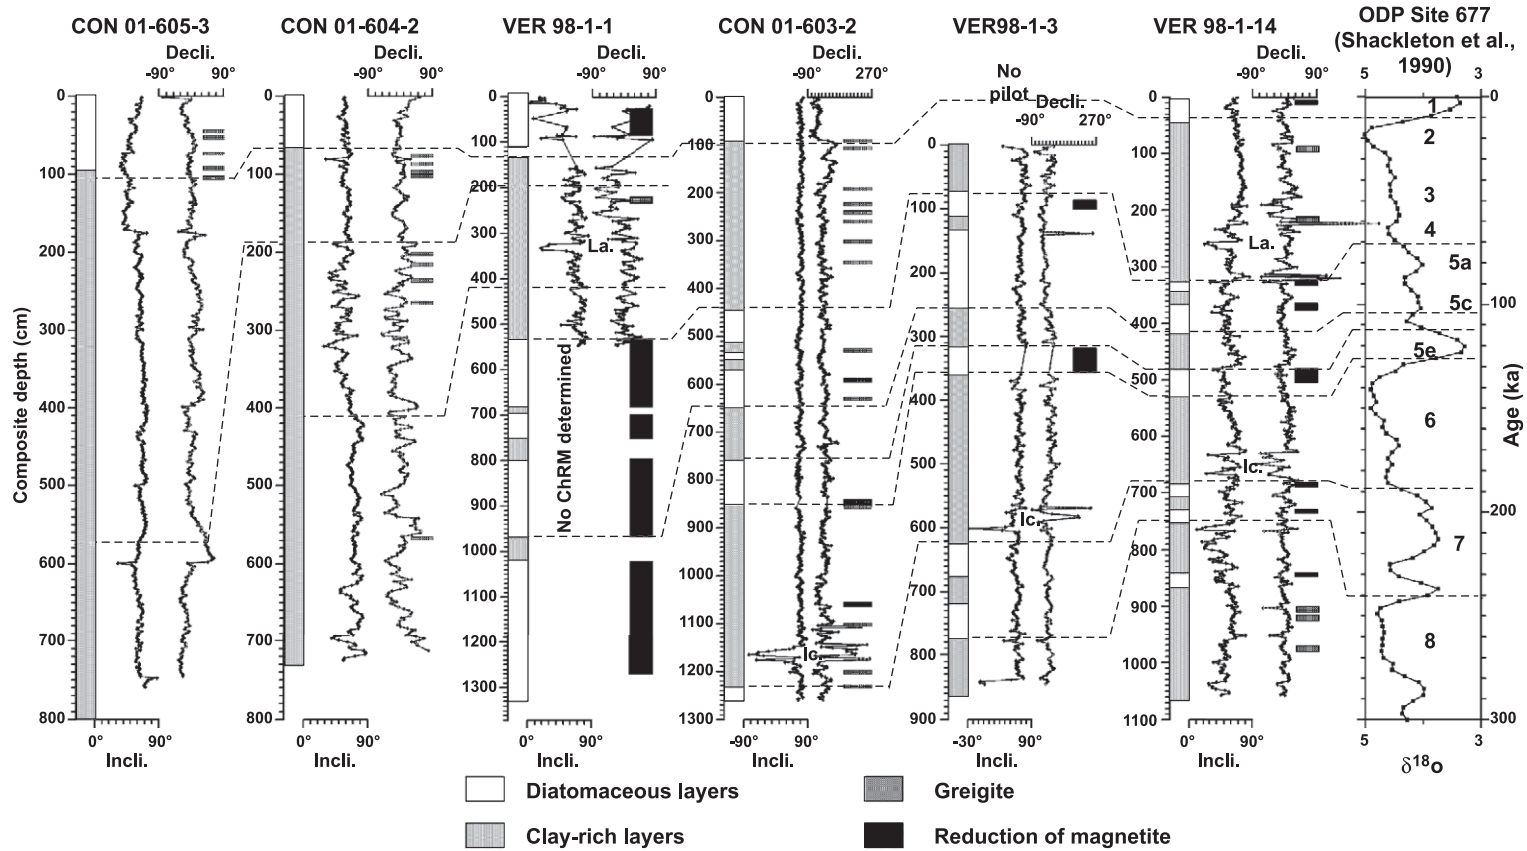 CON 01-605-3
CON 01-604-2
VER 98-1-1
CON 01-603-2
VER98-1-3
VER 98-1-14
ODP Site 677
(Shackleton et al.,
1990)
Decli.
-90° 90°
Decli.
-90° 90°
Decli.
-90° 90°
Decli.
-90° 270°
No
pilot
Decli.
-90° 270°
Decli.
-90° 90°
5 3
Composite depth (cm)
0
100
200
300
400
500
600
700
800
0
100
200
300
400
500
600
700
800
0
100
200
300
400
500
600
700
800
900
1000
1100
1200
1300
La.
No ChRM determined
0
100
200
300
400
500
600
700
800
900
1000
1100
1200
1300
Ic.
0
100
200
300
400
500
600
700
800
900
Ic.
0
100
200
300
400
500
600
700
800
900
1000
1100
La.
Ic.
1
2
3
4
5a
5c
5e
6
7
8
0
100
200
300
Age (ka)
0° 90°
Incli.
0° 90°
Incli.
0° 90°
Incli.
-90° 90°
Incli.
-30° 90°
Incli.
0° 90°
Incli.
5 3
δ18o
Diatomaceous layers
Greigite
Clay-rich layers
Reduction of magnetite